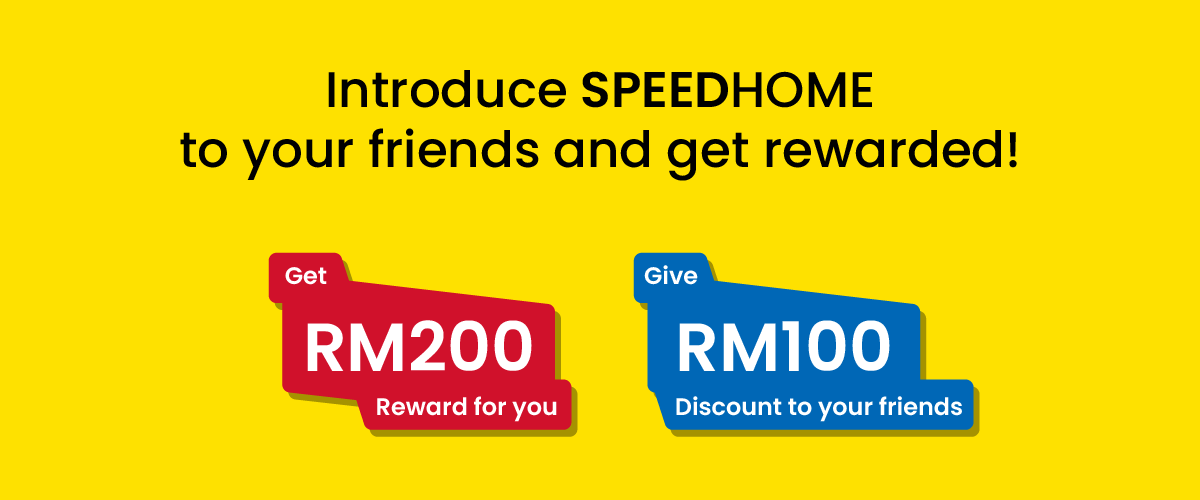 Introduce SPEEDHOME
to your friends and get rewarded!
Get
RM200
Reward for you
Give
RM100
Discount to your friends